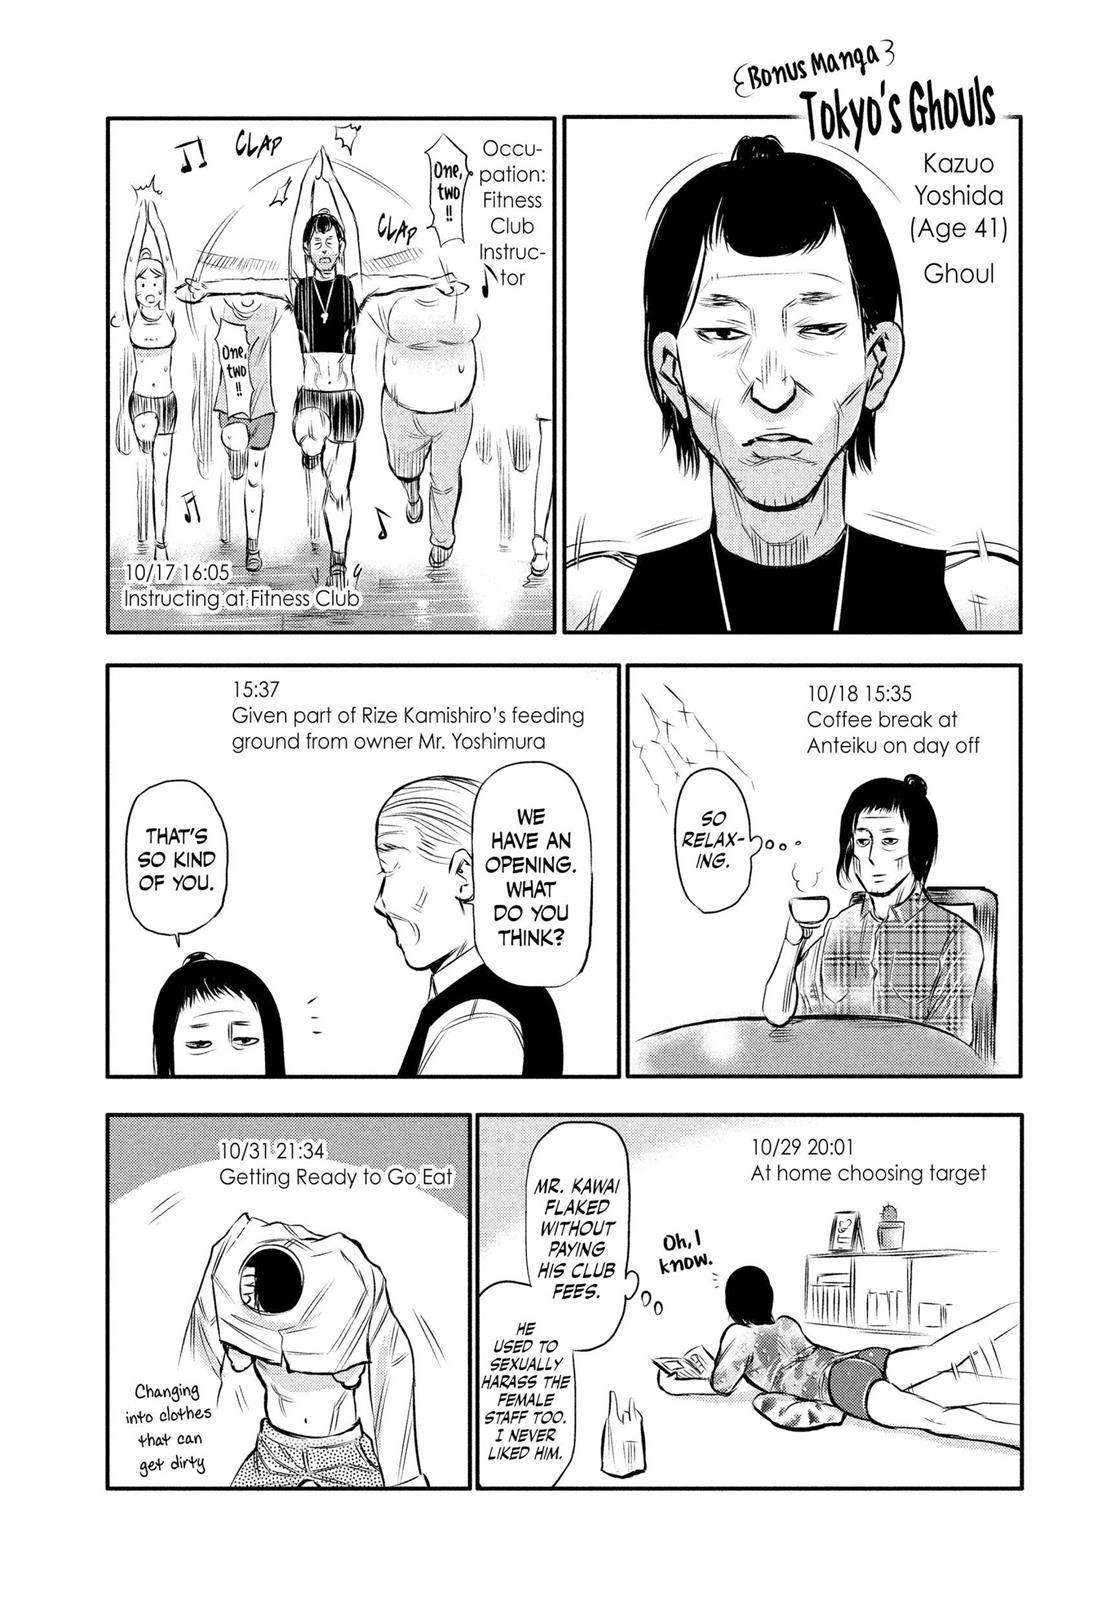 Bonus Manga
Tokyo's Ghouls
Kazuo
Yoshida
(Age 41)
Ghoul
Occu-
pation:
Fitness
Club
Instruc-
tor
One,
two!!
CLAP
CLAP
One,
two!!
10/17 16:05
Instructing at Fitness Club
10/18 15:35
Coffee break at
Anteiku on day off
SO
RELAX-
ING.
15:37
Given part of Rize Kamishiro's feeding
ground from owner Mr. Yoshimura
WE
HAVE AN
OPENING.
WHAT
DO YOU
THINK?
THAT'S
SO KIND
OF YOU.
10/29 20:01
At home choosing target
Oh, I
know.
MR. KAWAI
FLAKED
WITHOUT
PAYING
HIS CLUB
FEES.
HE
USED TO
SEXUALLY
HARASS THE
FEMALE
STAFF TOO.
I NEVER
LIKED HIM.
10/31 21:34
Getting Ready to Go Eat
Changing
into clothes
that can
get dirty